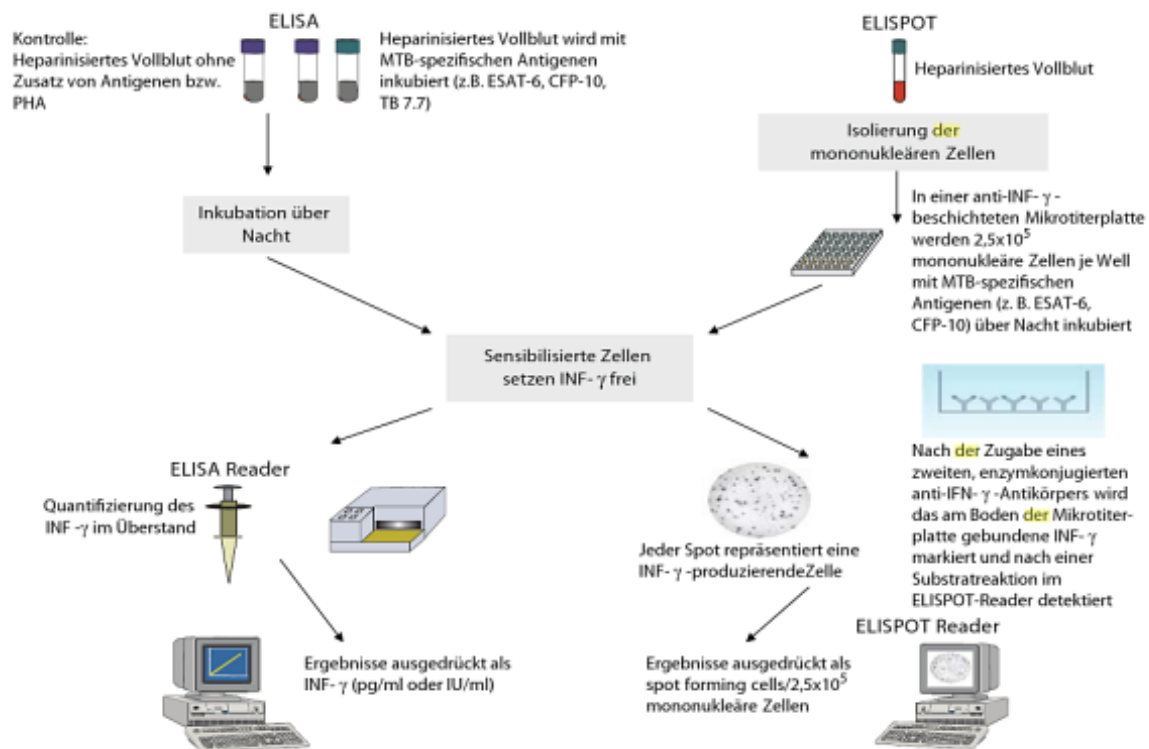 ELISA
Kontrolle:
Heparinisiertes Vollblut ohne
Zusatz von Antigenen bzw.
PHA
Heparinisiertes Vollblut wird mit
MTB-spezifischen Antigenen
inkubiert (z.B. ESAT-6, CFP-10,
TB 7.7)
Inkubation über
Nacht
ELISPOT
Heparinisiertes Vollblut
Isolierung der
mononukleären Zellen
In einer anti-INF- γ -
beschichteten Mikrotiterplatte
werden 2,5x10⁵
mononukleäre Zellen je Well
mit MTB-spezifischen
Antigenen (z. B. ESAT-6,
CFP-10) über Nacht inkubiert
Sensibilisierte Zellen
setzen INF- γ frei
ELISA Reader
Quantifizierung des
INF -γ im Überstand
Ergebnisse ausgedrückt als
INF- γ (pg/ml oder IU/ml)
Jeder Spot repräsentiert eine
INF- γ -produzierendeZelle
Nach der Zugabe eines
zweiten, enzymkonjugierten
anti-IFN- γ -Antikörpers wird
das am Boden der Mikrotiter-
platte gebundene INF- γ
markiert und nach einer
Substratreaktion im
ELISPOT-Reader detektiert
ELISPOT Reader
Ergebnisse ausgedrückt als
spot forming cells/2,5x10⁵
mononukleäre Zellen